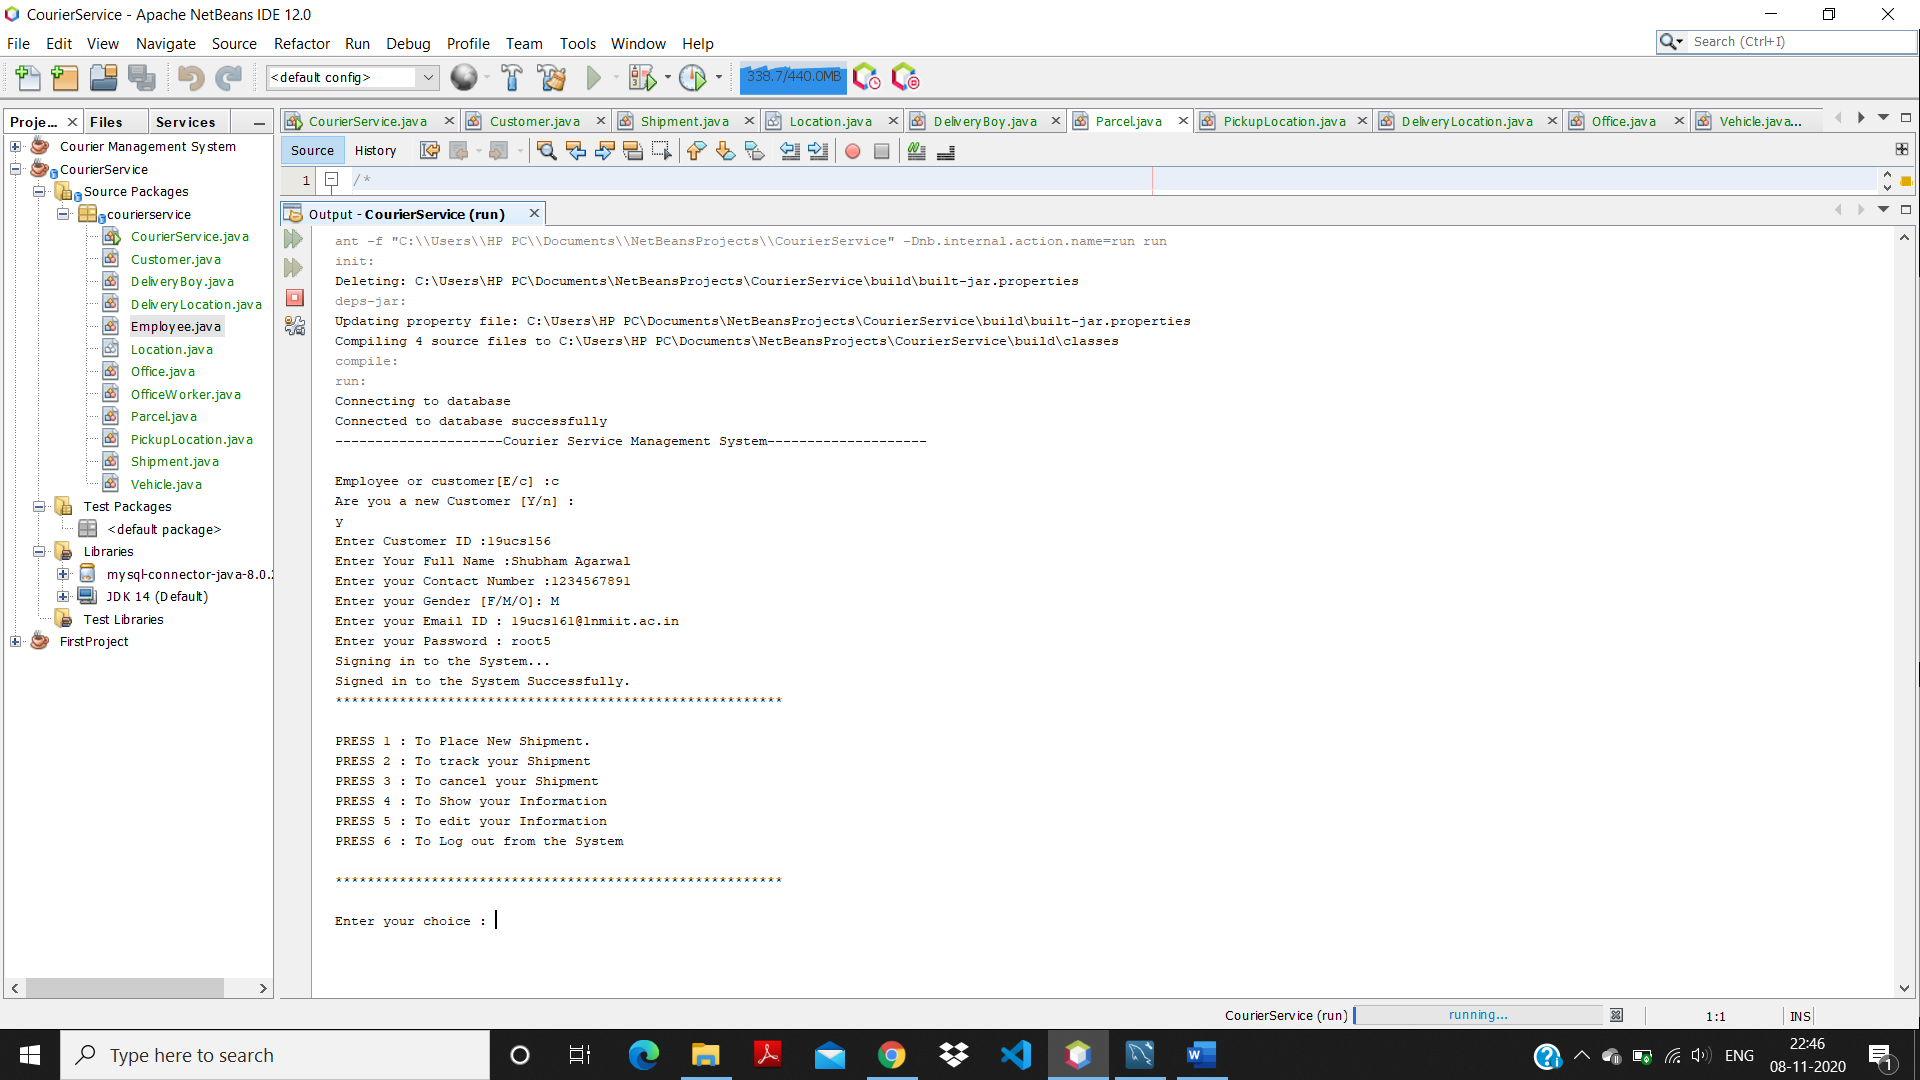 CourierService - Apache NetBeans IDE 12.0
File Edit View Navigate Source Refactor Run Debug Profile Team Tools Window Help
Search (Ctrl+I)
<default config>
338.7/440.0MB
Proje... Files Services
CourierService.java Customer.java Shipment.java Location.java DeliveryBoy.java Parcel.java PickupLocation.java DeliveryLocation.java Office.java Vehicle.java...
Source History
1 /*
Courier Management System
CourierService
Source Packages
courierservice
CourierService.java
Customer.java
DeliveryBoy.java
DeliveryLocation.java
Employee.java
Location.java
Office.java
OfficeWorker.java
Parcel.java
PickupLocation.java
Shipment.java
Vehicle.java
Test Packages
<default package>
Libraries
mysql-connector-java-8.0.2
JDK 14 (Default)
Test Libraries
FirstProject
Output - CourierService (run)
ant -f "C:\\Users\\HP PC\\Documents\\NetBeansProjects\\CourierService" -Dnb.internal.action.name=run run
init:
Deleting: C:\Users\HP PC\Documents\NetBeansProjects\CourierService\build\built-jar.properties
deps-jar:
Updating property file: C:\Users\HP PC\Documents\NetBeansProjects\CourierService\build\built-jar.properties
Compiling 4 source files to C:\Users\HP PC\Documents\NetBeansProjects\CourierService\build\classes
compile:
run:
Connecting to database
Connected to database successfully
---------------------Courier Service Management System--------------------
Employee or customer[E/c] :c
Are you a new Customer [Y/n] :
y
Enter Customer ID :19ucs156
Enter Your Full Name :Shubham Agarwal
Enter your Contact Number :1234567891
Enter your Gender [F/M/O]: M
Enter your Email ID : 19ucs161@lnmiit.ac.in
Enter your Password : root5
Signing in to the System...
Signed in to the System Successfully.
********************************************************
PRESS 1 : To Place New Shipment.
PRESS 2 : To track your Shipment
PRESS 3 : To cancel your Shipment
PRESS 4 : To Show your Information
PRESS 5 : To edit your Information
PRESS 6 : To Log out from the System
********************************************************
Enter your choice :
CourierService (run) running... 1:1 INS
Type here to search
ENG
22:46
08-11-2020
1